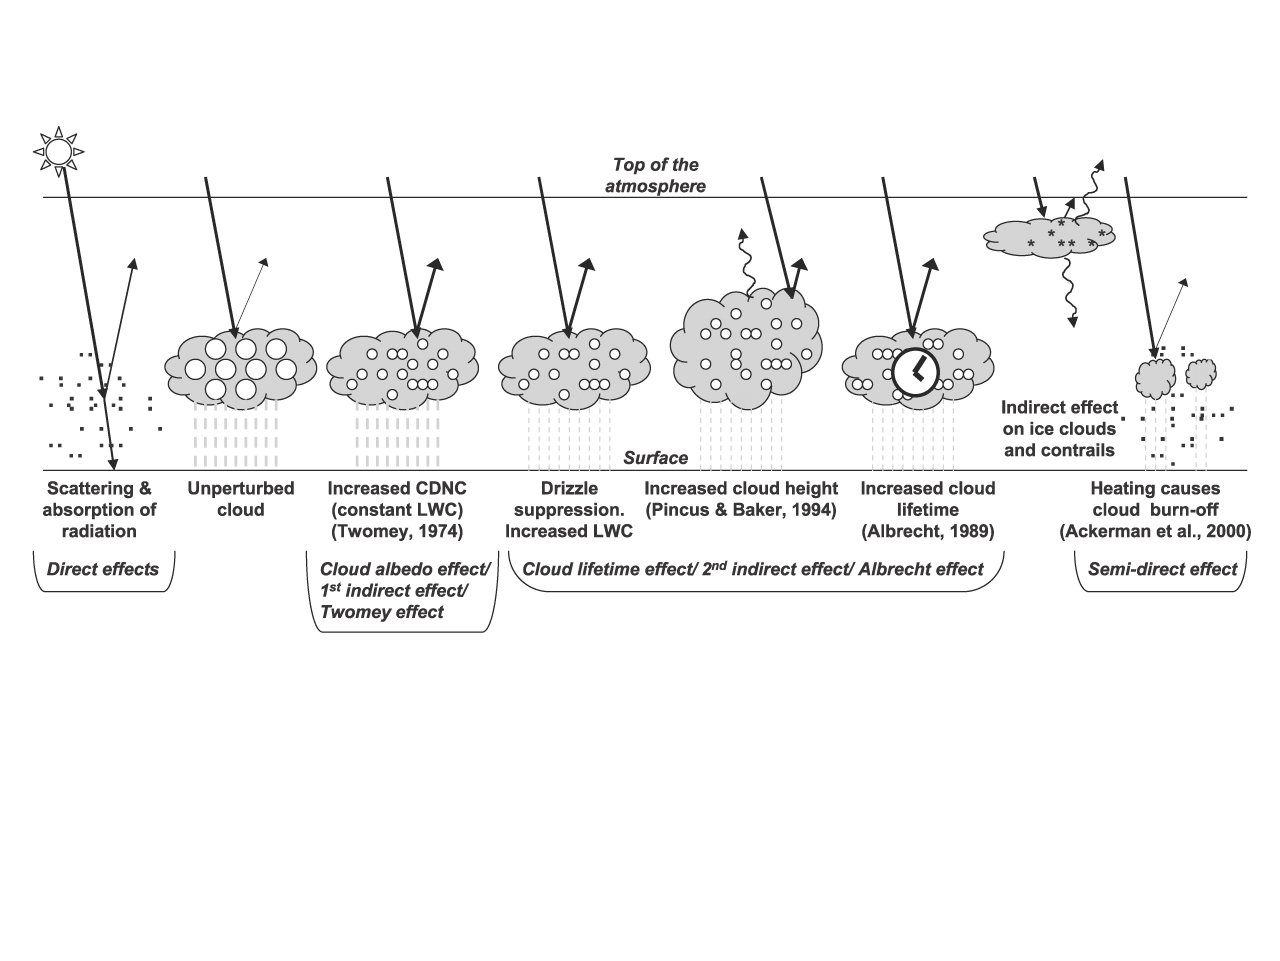 Top of the
atmosphere
Indirect effect
on ice clouds
and contrails
Surface
Scattering &
absorption of
radiation
Unperturbed
cloud
Increased CDNC
(constant LWC)
(Twomey, 1974)
Drizzle
suppression.
Increased LWC
Increased cloud height
(Pincus & Baker, 1994)
Increased cloud
lifetime
(Albrecht, 1989)
Heating causes
cloud burn-off
(Ackerman et al., 2000)
Direct effects
Cloud albedo effect/
1st indirect effect/
Twomey effect
Cloud lifetime effect/ 2nd indirect effect/ Albrecht effect
Semi-direct effect